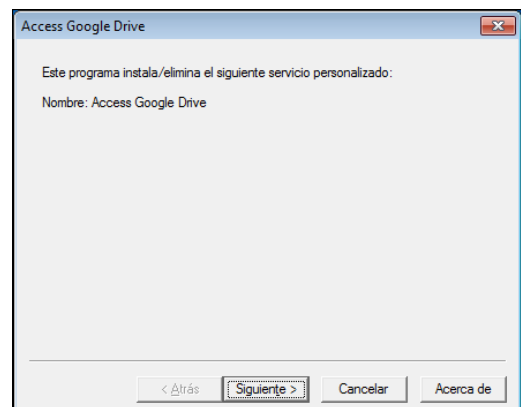 Access Google Drive
Este programa instala/elimina el siguiente servicio personalizado:
Nombre: Access Google Drive
< Atrás Siguiente > Cancelar Acerca de